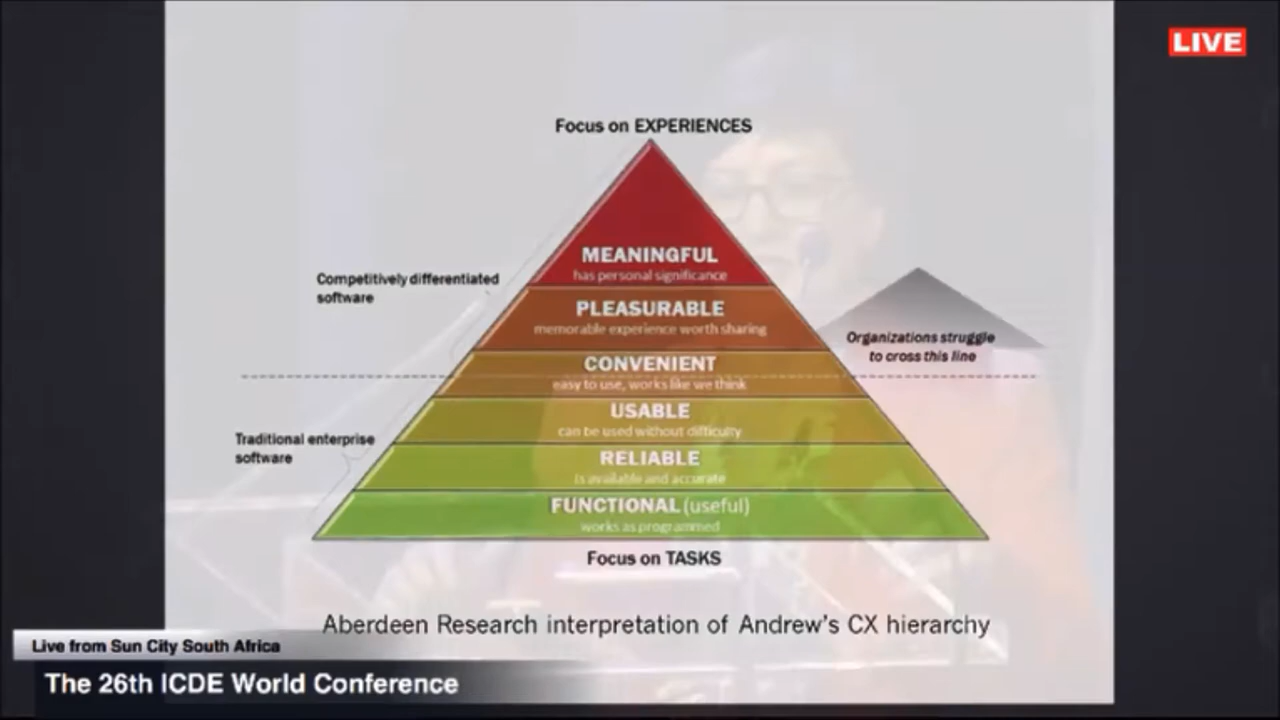 LIVE
Focus on EXPERIENCES
MEANINGFUL
has personal significance
Competitively differentiated
software
PLEASURABLE
memorable experience worth sharing
Organizations struggle
to cross this line
CONVENIENT
easy to use, works like we think
USABLE
can be used without difficulty
Traditional enterprise
software
RELIABLE
is available and accurate
FUNCTIONAL (useful)
works as programmed
Focus on TASKS
Aberdeen Research interpretation of Andrew's CX hierarchy
Live from Sun City South Africa
The 26th ICDE World Conference